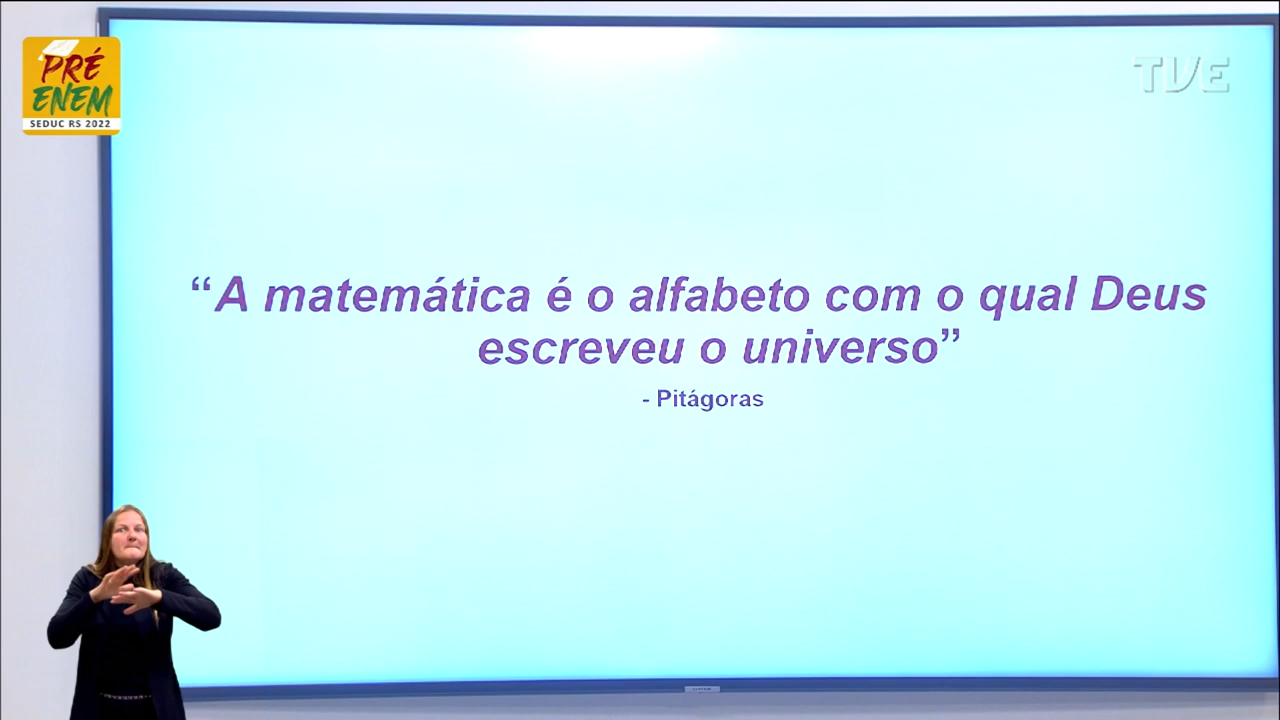 PRÉ
ENEM
SEDUC RS 2022
TVE
“A matemática é o alfabeto com o qual Deus
escreveu o universo”
- Pitágoras